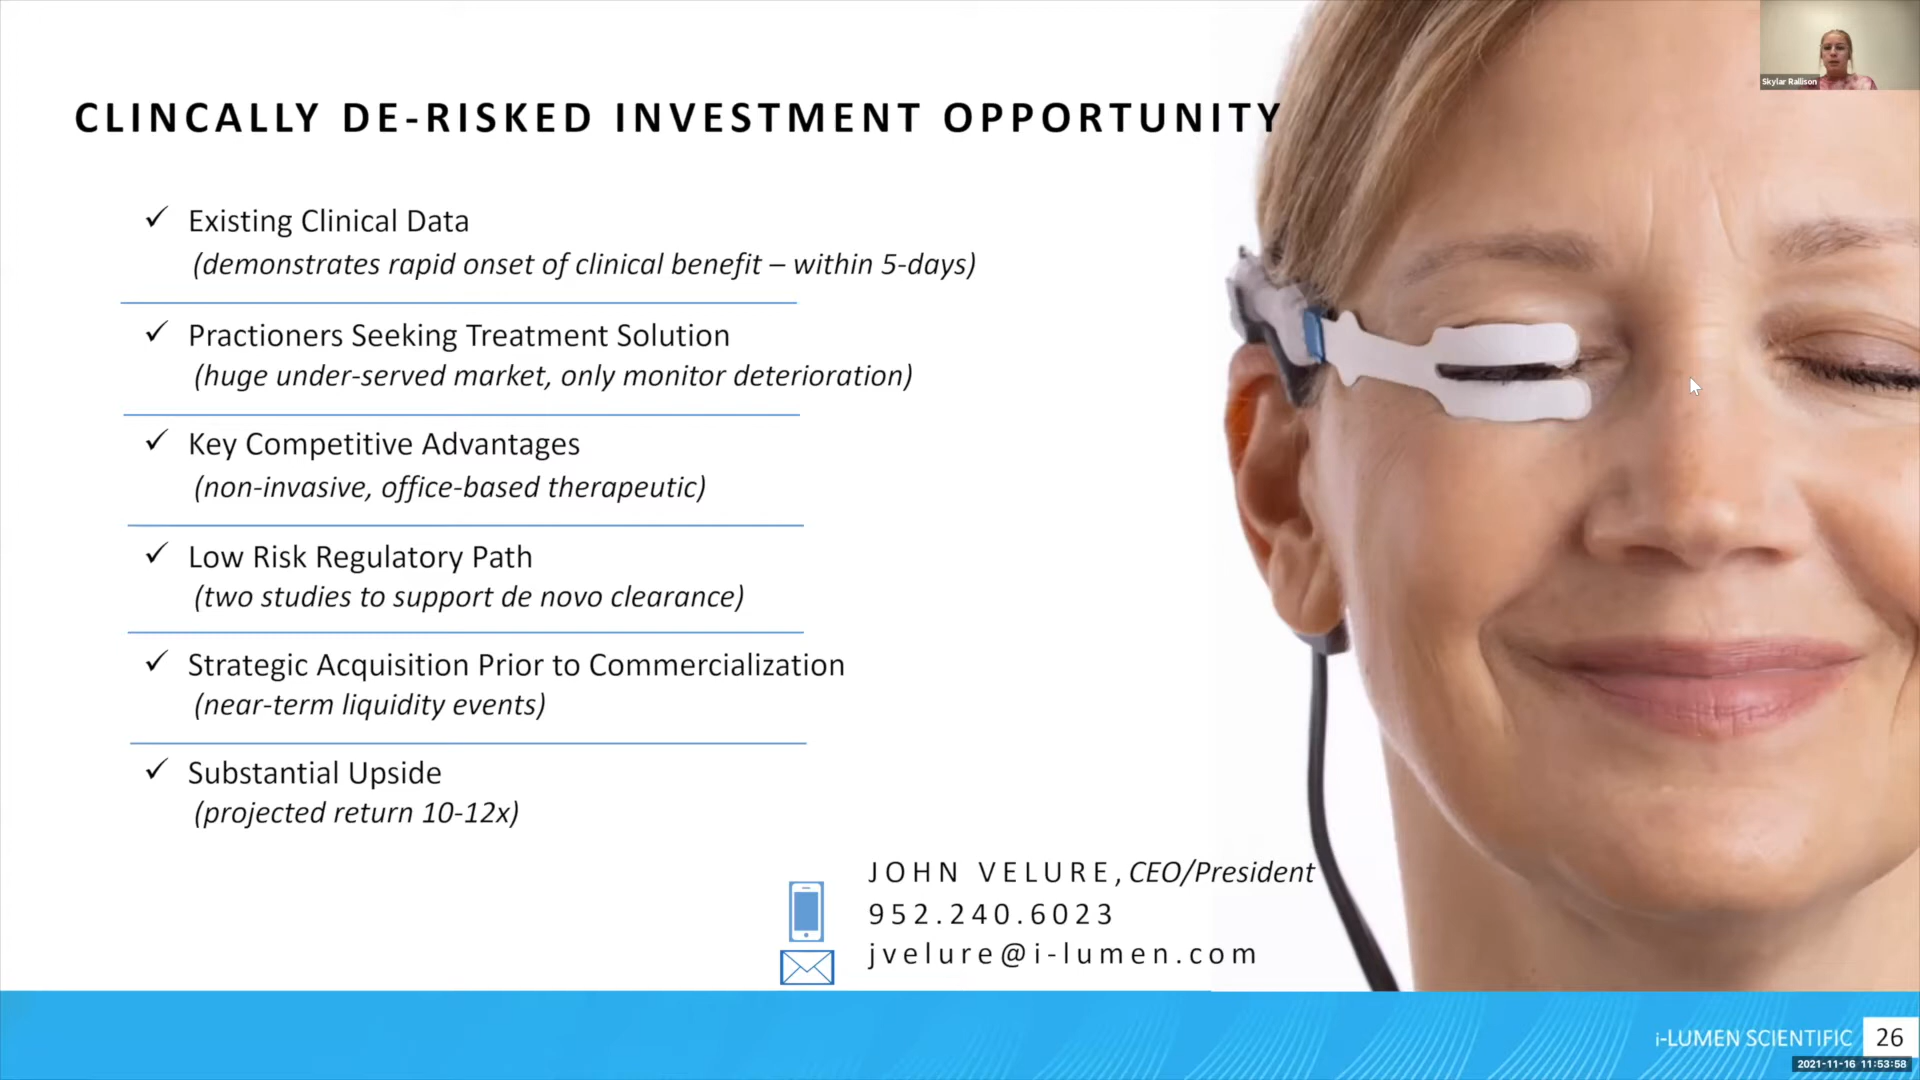 Skylar Rallison
CLINCALLY DE-RISKED INVESTMENT OPPORTUNITY
✓ Existing Clinical Data
(demonstrates rapid onset of clinical benefit – within 5-days)
✓ Practioners Seeking Treatment Solution
(huge under-served market, only monitor deterioration)
✓ Key Competitive Advantages
(non-invasive, office-based therapeutic)
✓ Low Risk Regulatory Path
(two studies to support de novo clearance)
✓ Strategic Acquisition Prior to Commercialization
(near-term liquidity events)
✓ Substantial Upside
(projected return 10-12x)
JOHN VELURE, CEO/President
952.240.6023
jvelure@i-lumen.com
i-LUMEN SCIENTIFIC 26
2021-11-16 11:53:58